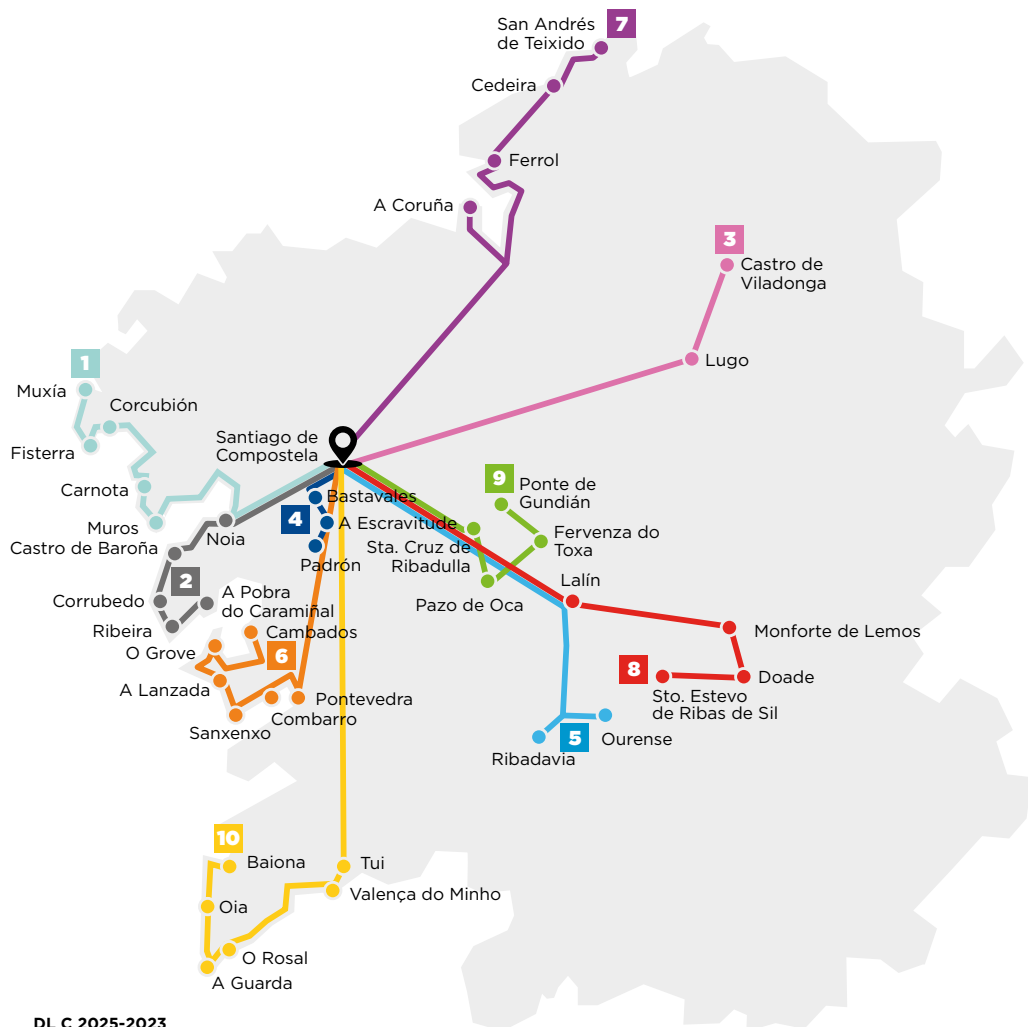 San Andrés
de Teixido
7
Cedeira
Ferrol
A Coruña
3
Castro de
Viladonga
Lugo
1
Muxía
Corcubión
Fisterra
Carnota
Muros
Santiago de
Compostela
9
Ponte de
Gundián
Fervenza do
Toxa
4
Bastavales
A Escravitude
Padrón
Sta. Cruz de
Ribadulla
Pazo de Oca
Noia
Castro de Baroña
2
Corrubedo
Ribeira
A Pobra
do Caramiñal
Cambados
O Grove
6
A Lanzada
Sanxenxo
Combarro
Pontevedra
Lalín
Monforte de Lemos
8
Doade
Sto. Estevo
de Ribas de Sil
5
Ourense
Ribadavia
10
Baiona
Tui
Valença do Minho
Oia
O Rosal
A Guarda
DL C 2025-2023